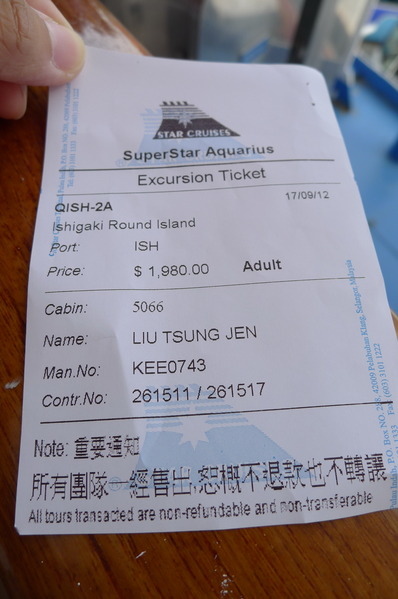 STAR CRUISES
SuperStar Aquarius
Excursion Ticket
17/09/12
QISH-2A
Ishigaki Round Island
Port: ISH
Price: $ 1,980.00 Adult
Cabin: 5066
Name: LIU TSUNG JEN
Man.No: KEE0743
Contr.No: 261511 / 261517
Note: 重要通知
所有團隊 一經售出,恕概不退款也不轉讓
All tours transacted are non-refundable and non-transferable